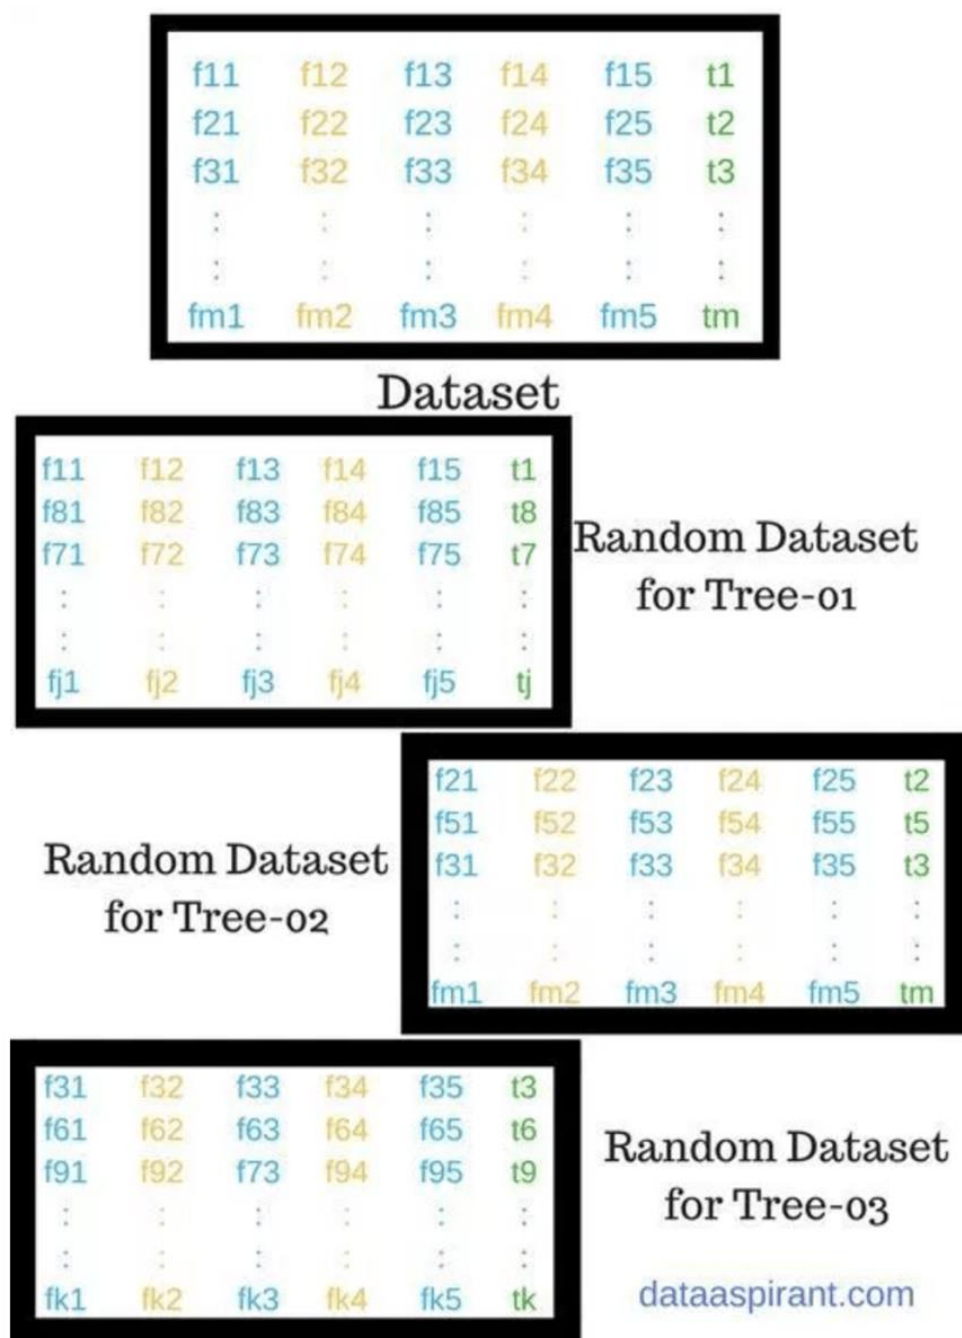 f11 f12 f13 f14 f15 t1
f21 f22 f23 f24 f25 t2
f31 f32 f33 f34 f35 t3
: : : : : :
: : : : : :
fm1 fm2 fm3 fm4 fm5 tm
Dataset
f11 f12 f13 f14 f15 t1
f81 f82 f83 f84 f85 t8
f71 f72 f73 f74 f75 t7
: : : : : :
: : : : : :
fj1 fj2 fj3 fj4 fj5 tj
Random Dataset
for Tree-01
f21 f22 f23 f24 f25 t2
f51 f52 f53 f54 f55 t5
f31 f32 f33 f34 f35 t3
: : : : : :
: : : : : :
fm1 fm2 fm3 fm4 fm5 tm
Random Dataset
for Tree-02
f31 f32 f33 f34 f35 t3
f61 f62 f63 f64 f65 t6
f91 f92 f73 f94 f95 t9
: : : : : :
: : : : : :
fk1 fk2 fk3 fk4 fk5 tk
Random Dataset
for Tree-03
dataaspirant.com